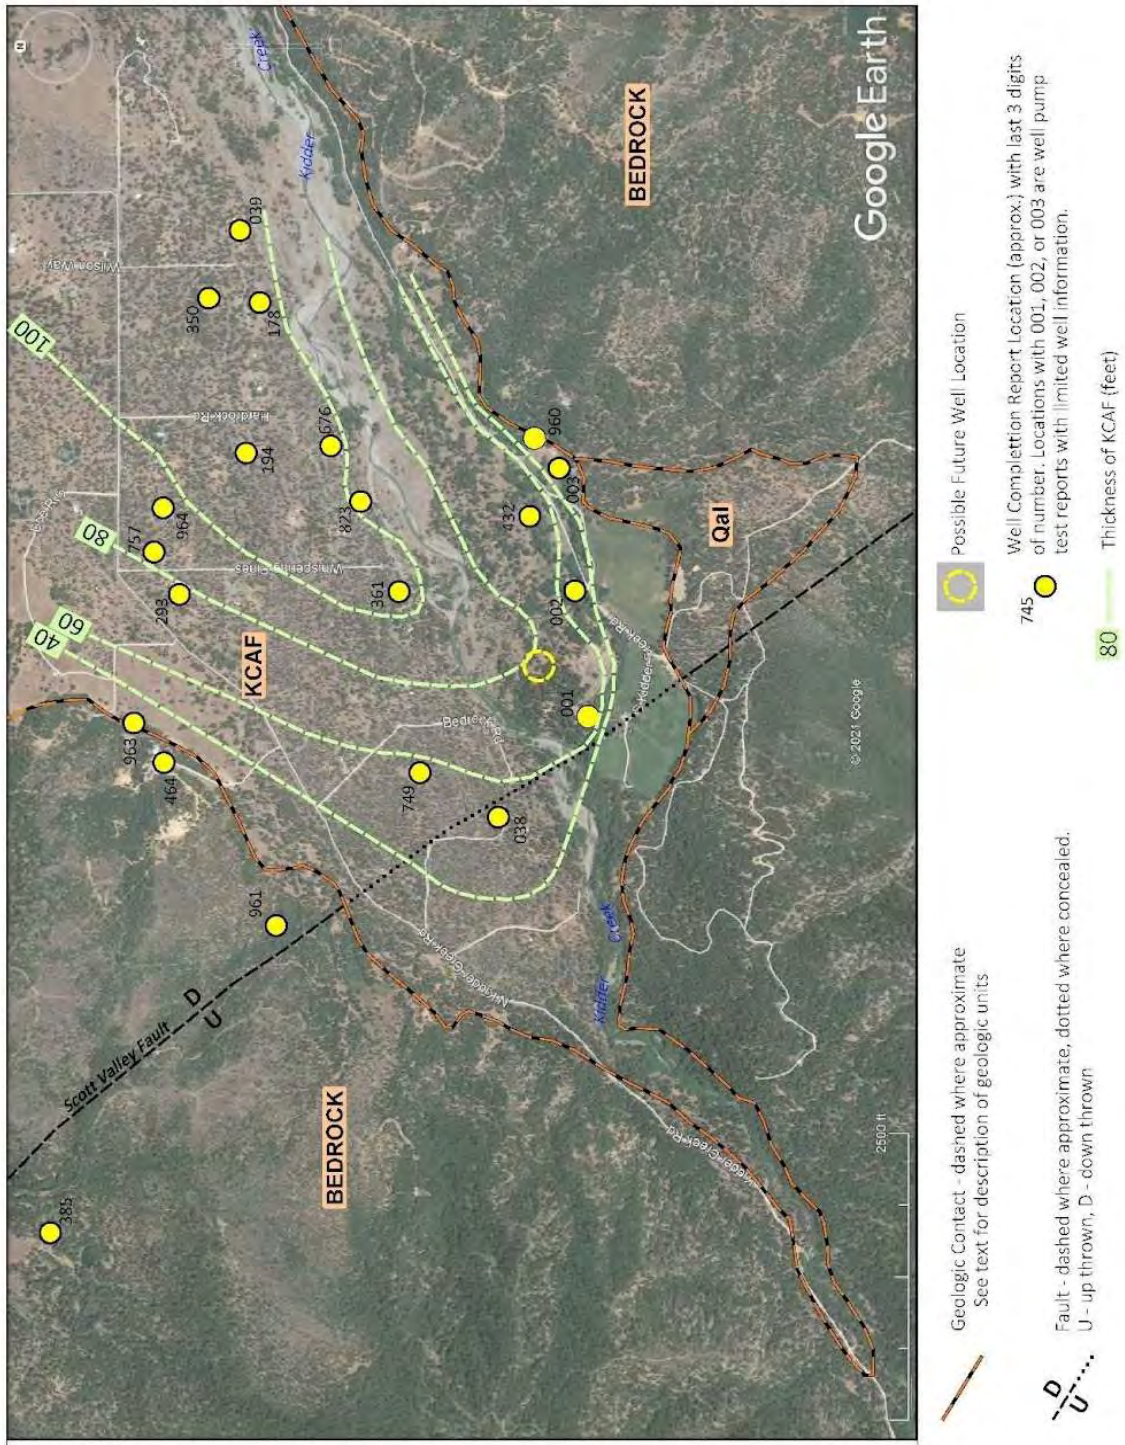 N
Creek
Kidder
BEDROCK
Google Earth
039
Wilson Way
350
178
100
Hardrock Rd
676
194
960
003
432
823
964
757
80
Whispering Pines
361
293
Qal
002
S Kidder Creek Rd
60
40
KCAF
001
Bedrock Rd
963
464
749
038
© 2021 Google
961
N Kidder Creek Rd
Kidder
Creek
D
U
Scott Valley Fault
BEDROCK
Kidder Creek Rd
385
2500 ft
Geologic Contact - dashed where approximate
See text for description of geologic units
D
U
Fault - dashed where approximate, dotted where concealed.
U - up thrown, D - down thrown
Possible Future Well Location
745
Well Completion Report Location (approx.) with last 3 digits
of number. Locations with 001, 002, or 003 are well pump
test reports with limited well information.
80
Thickness of KCAF (feet)